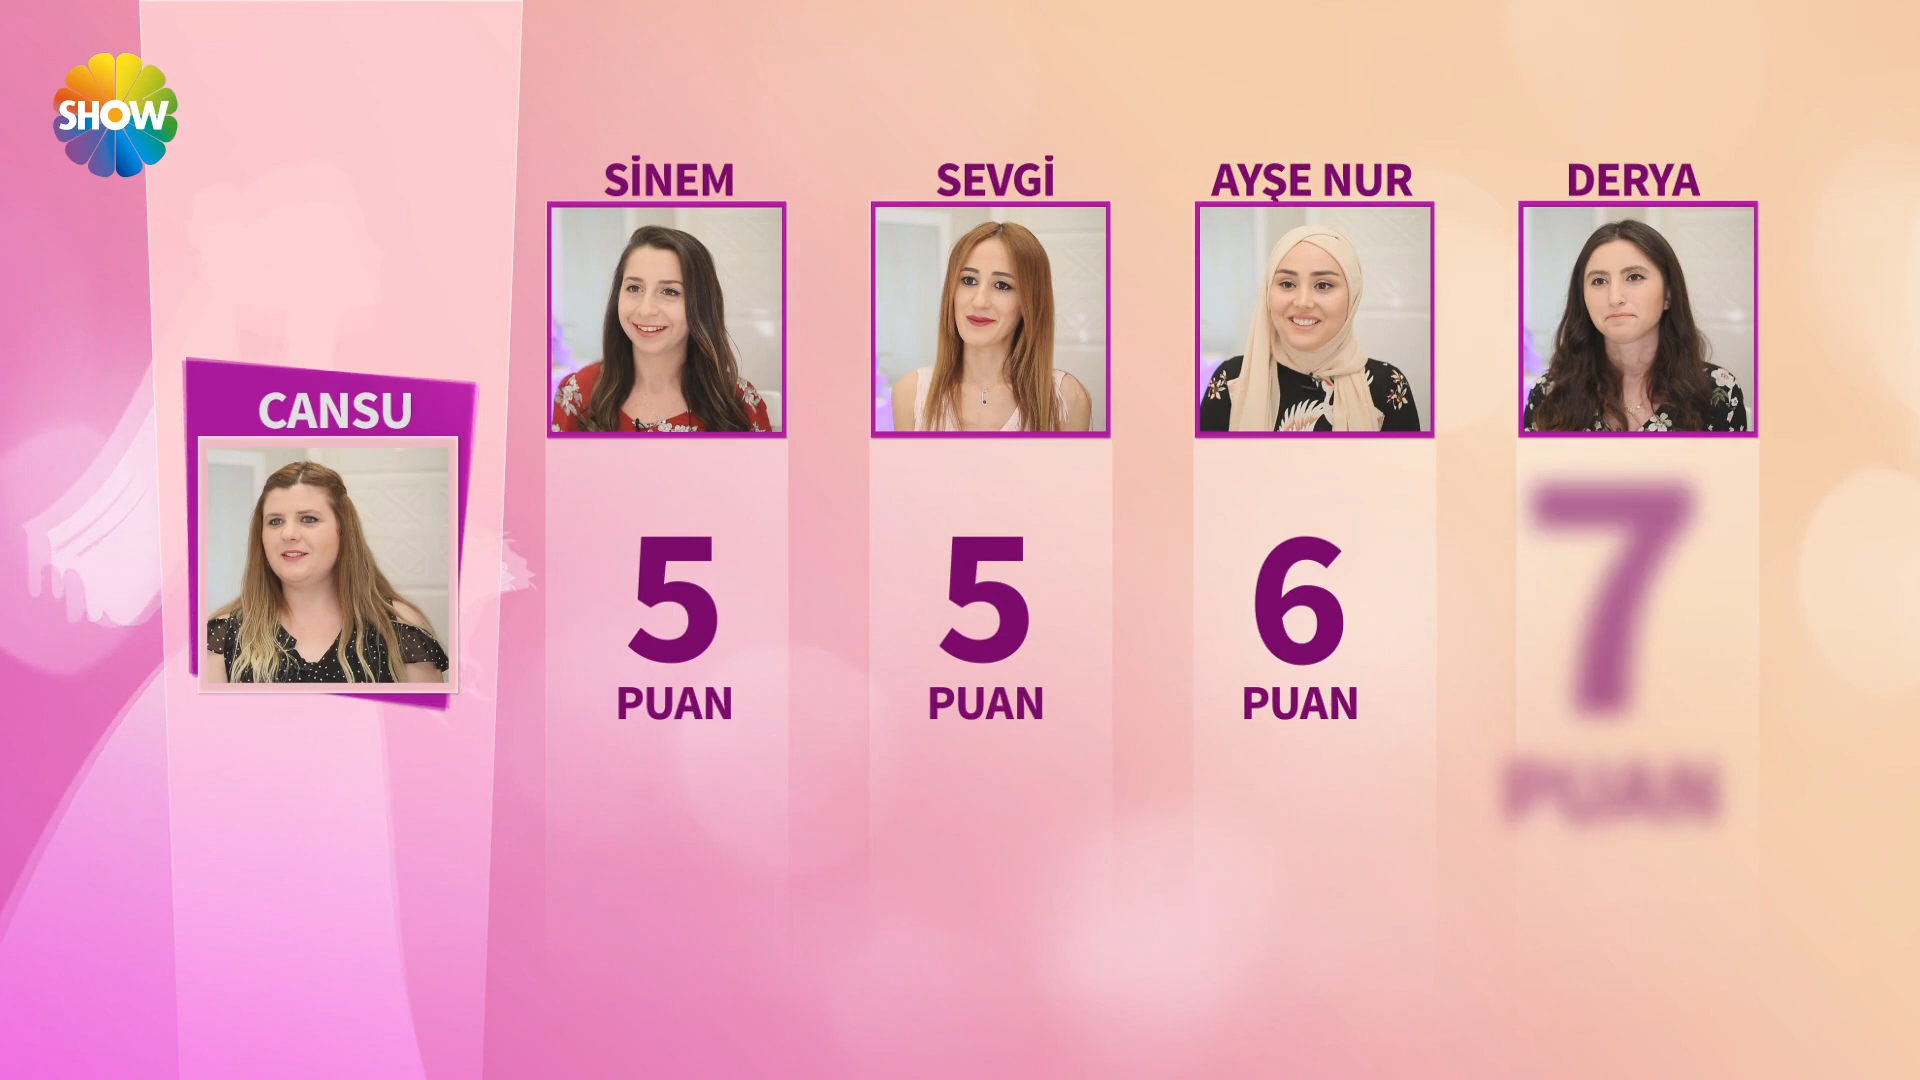 SHOW
SİNEM
SEVGİ
AYŞE NUR
DERYA
CANSU
5
PUAN
5
PUAN
6
PUAN
7
PUAN